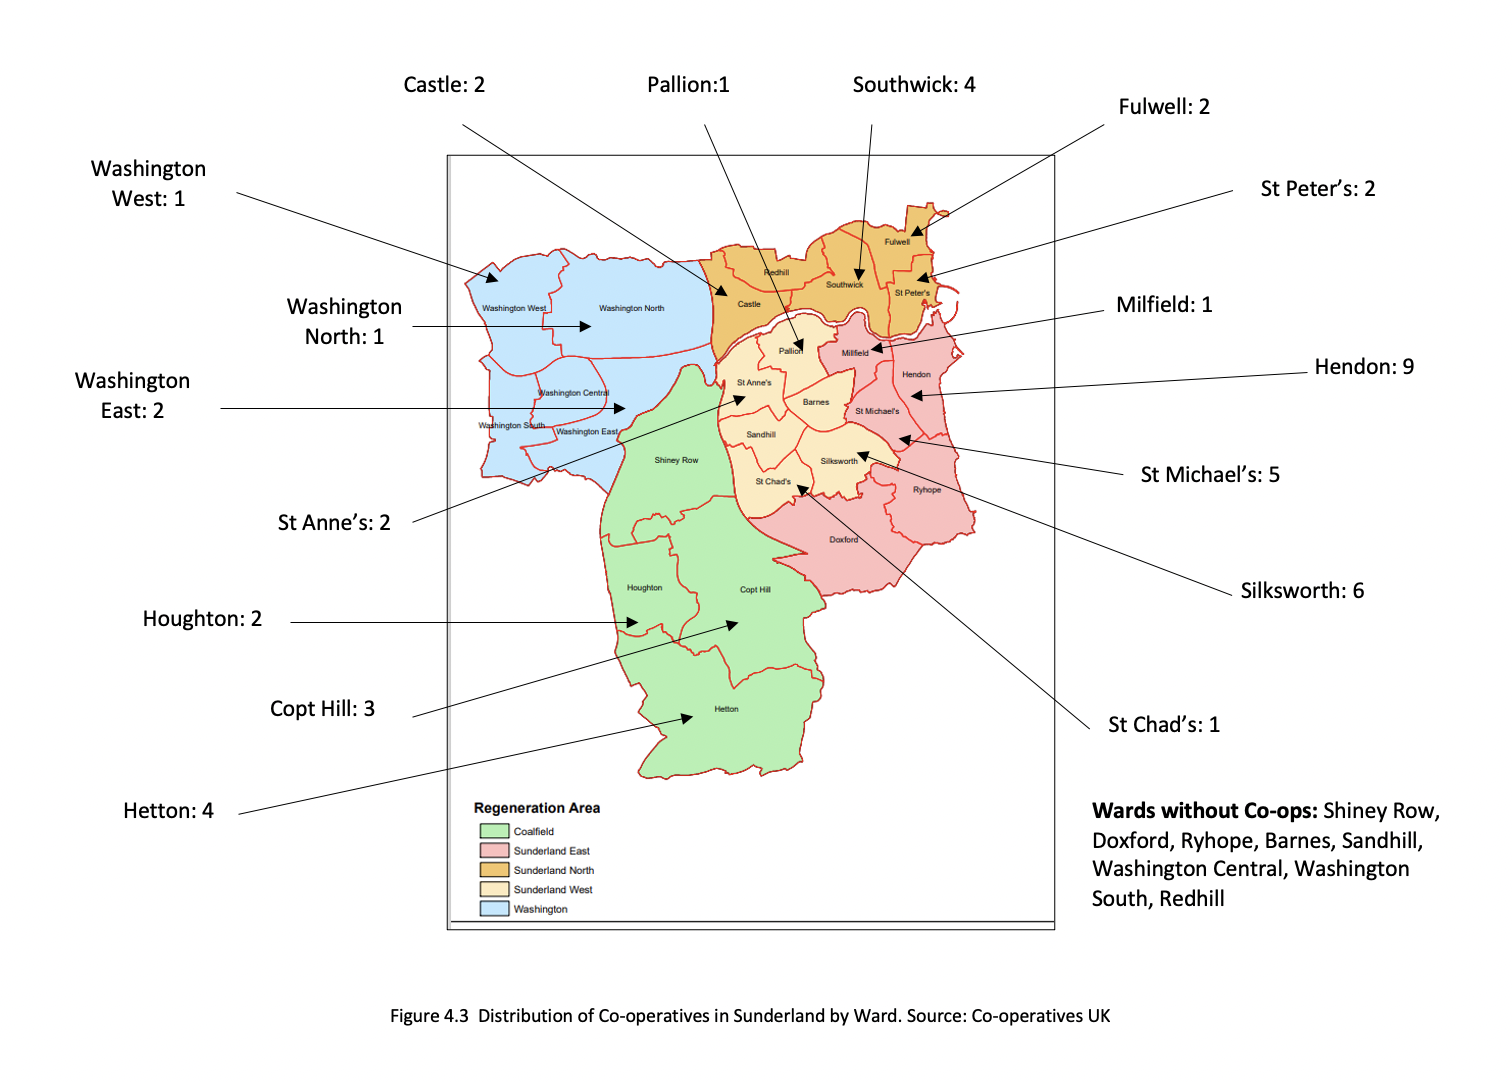 Castle: 2
Pallion:1
Southwick: 4
Fulwell: 2
Washington
West: 1
St Peter’s: 2
Washington
North: 1
Milfield: 1
Hendon: 9
Washington
East: 2
St Michael’s: 5
St Anne’s: 2
Silksworth: 6
Houghton: 2
Copt Hill: 3
St Chad’s: 1
Hetton: 4
Fulwell
Redhill
Southwick
St Peter's
Castle
Washington West
Washington North
Pallion
Millfield
Hendon
St Anne's
Washington Central
Barnes
St Michael's
Washington South
Washington East
Sandhill
Shiney Row
Silksworth
St Chad's
Ryhope
Doxford
Houghton
Copt Hill
Hetton
Regeneration Area
Coalfield
Sunderland East
Sunderland North
Sunderland West
Washington
Wards without Co-ops: Shiney Row,
Doxford, Ryhope, Barnes, Sandhill,
Washington Central, Washington
South, Redhill
Figure 4.3  Distribution of Co-operatives in Sunderland by Ward. Source: Co-operatives UK